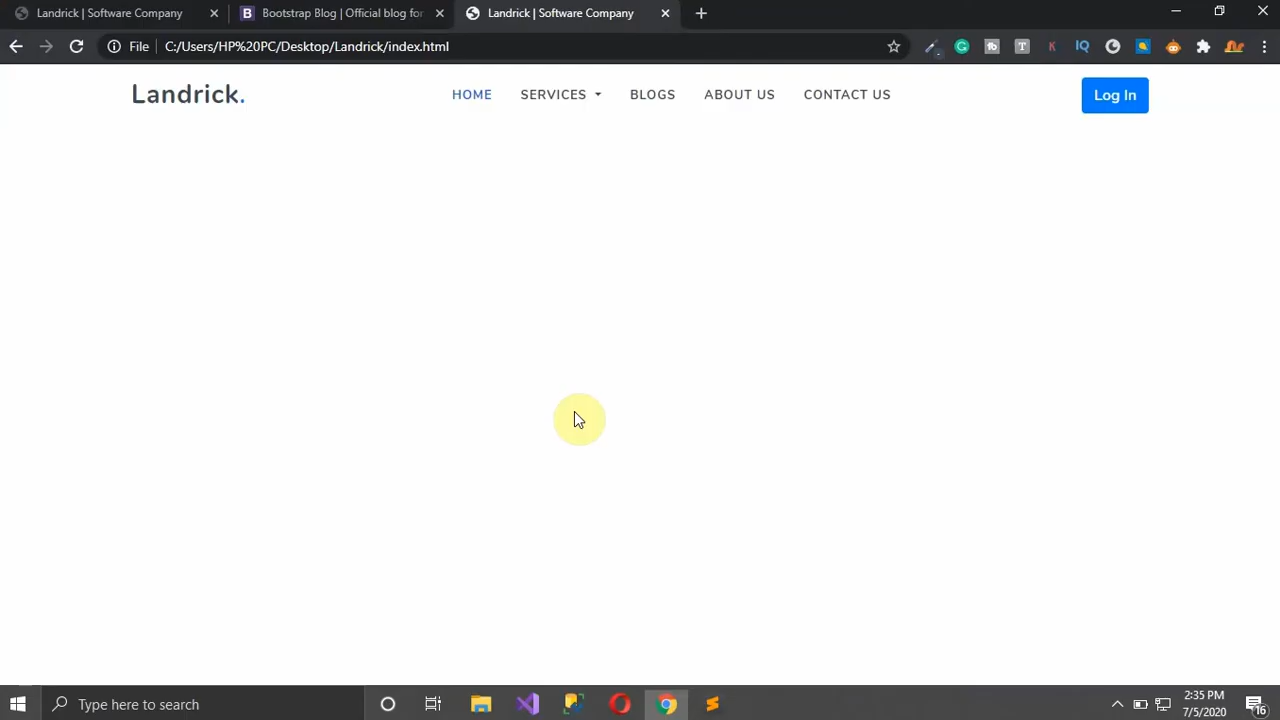 Landrick | Software Company
Bootstrap Blog | Official blog for
Landrick | Software Company
File
C:/Users/HP%20PC/Desktop/Landrick/index.html
IQ
Landrick.
HOME
SERVICES
BLOGS
ABOUT US
CONTACT US
Log In
Type here to search
2:35 PM
7/5/2020
16